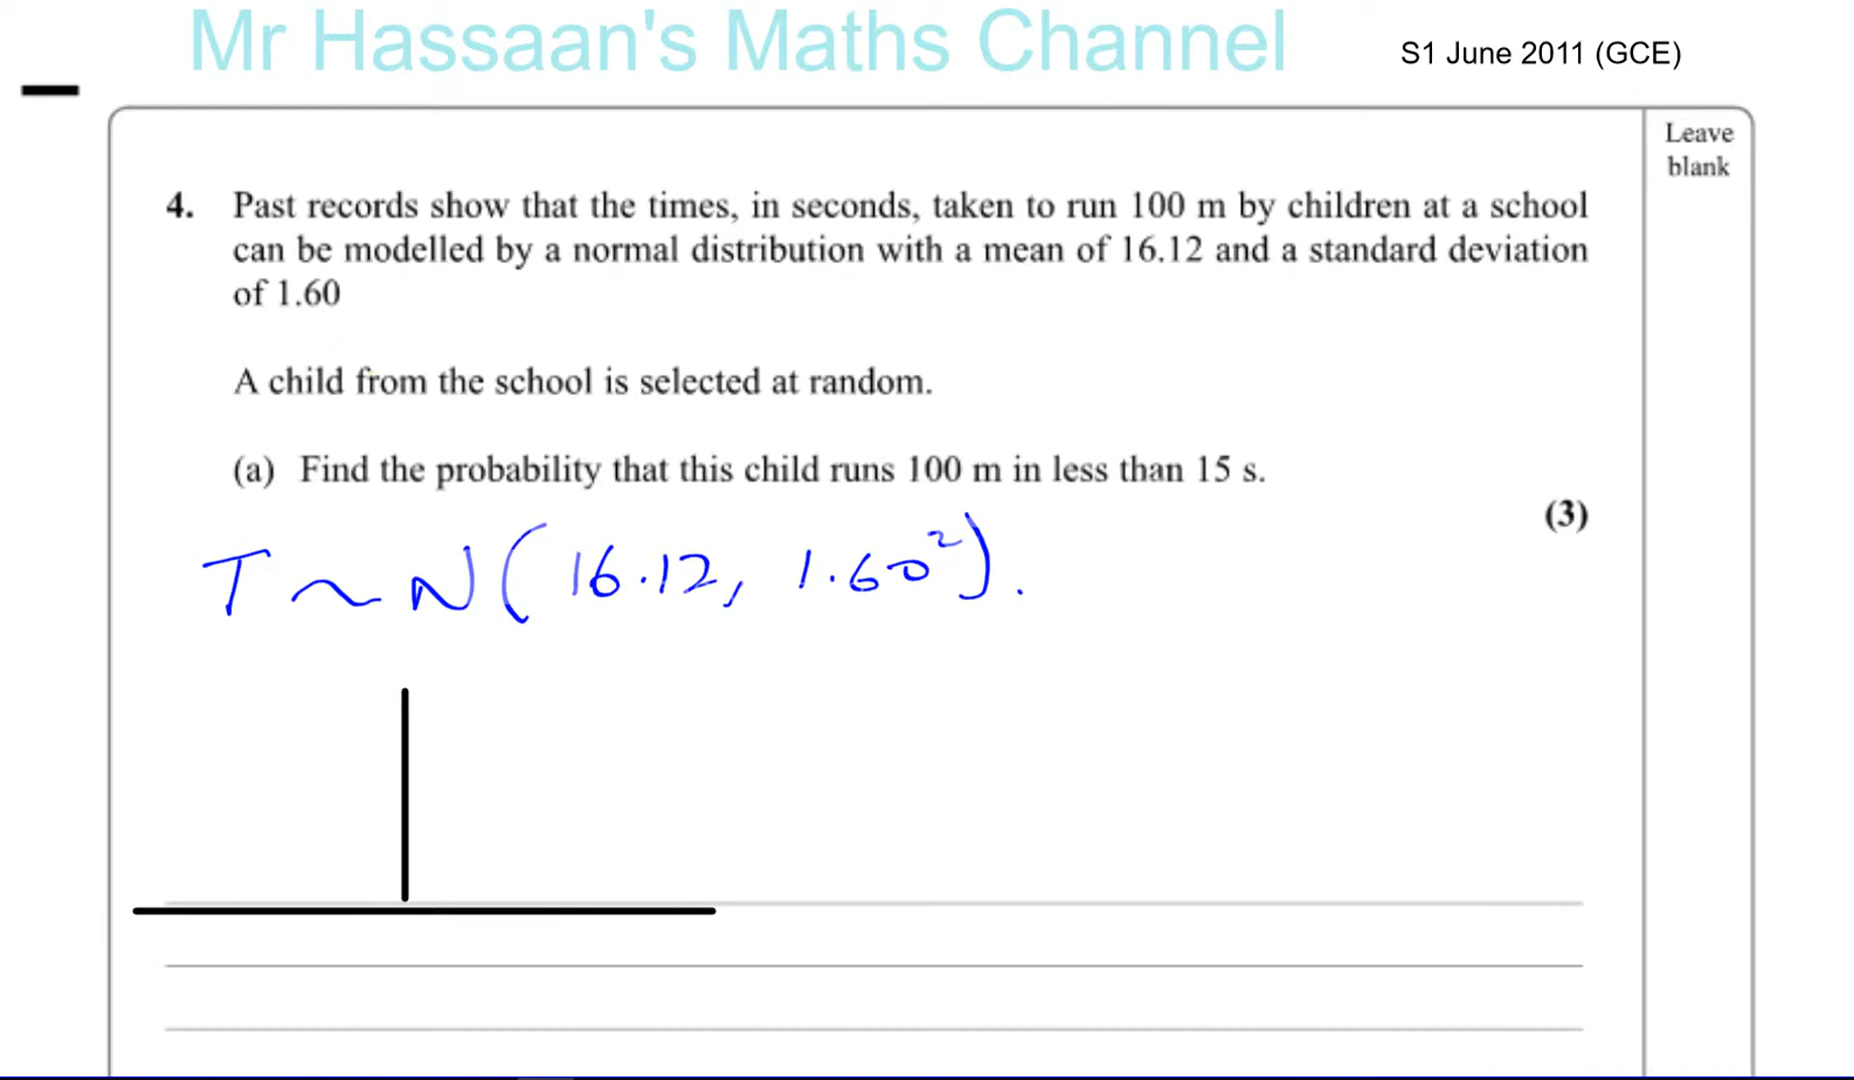 Mr Hassaan's Maths Channel
S1 June 2011 (GCE)
Leave
blank
4. Past records show that the times, in seconds, taken to run 100 m by children at a school
can be modelled by a normal distribution with a mean of 16.12 and a standard deviation
of 1.60
A child from the school is selected at random.
(a) Find the probability that this child runs 100 m in less than 15 s.
(3)
T ~ N(16.12, 1.60²).